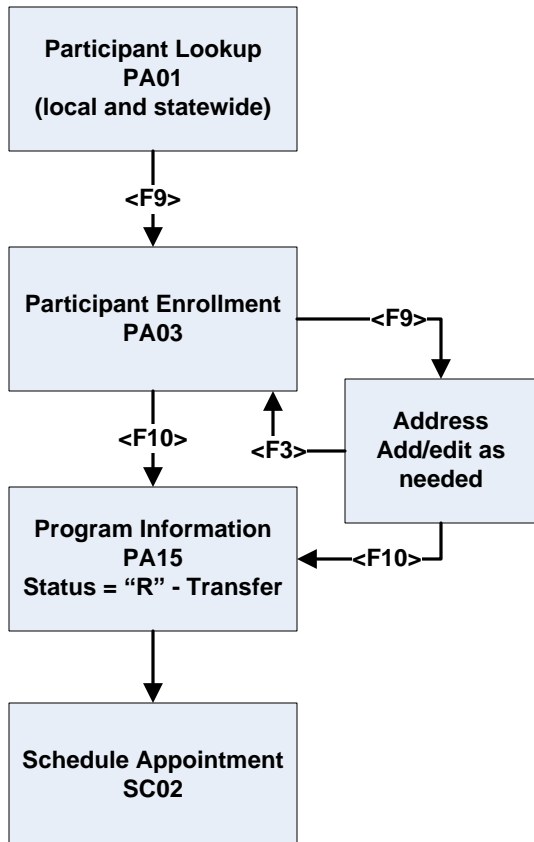 Participant Lookup
PA01
(local and statewide)
<F9>
Participant Enrollment
PA03
<F9>
Address
Add/edit as
needed
<F3>
<F10>
<F10>
Program Information
PA15
Status = “R” - Transfer
Schedule Appointment
SC02